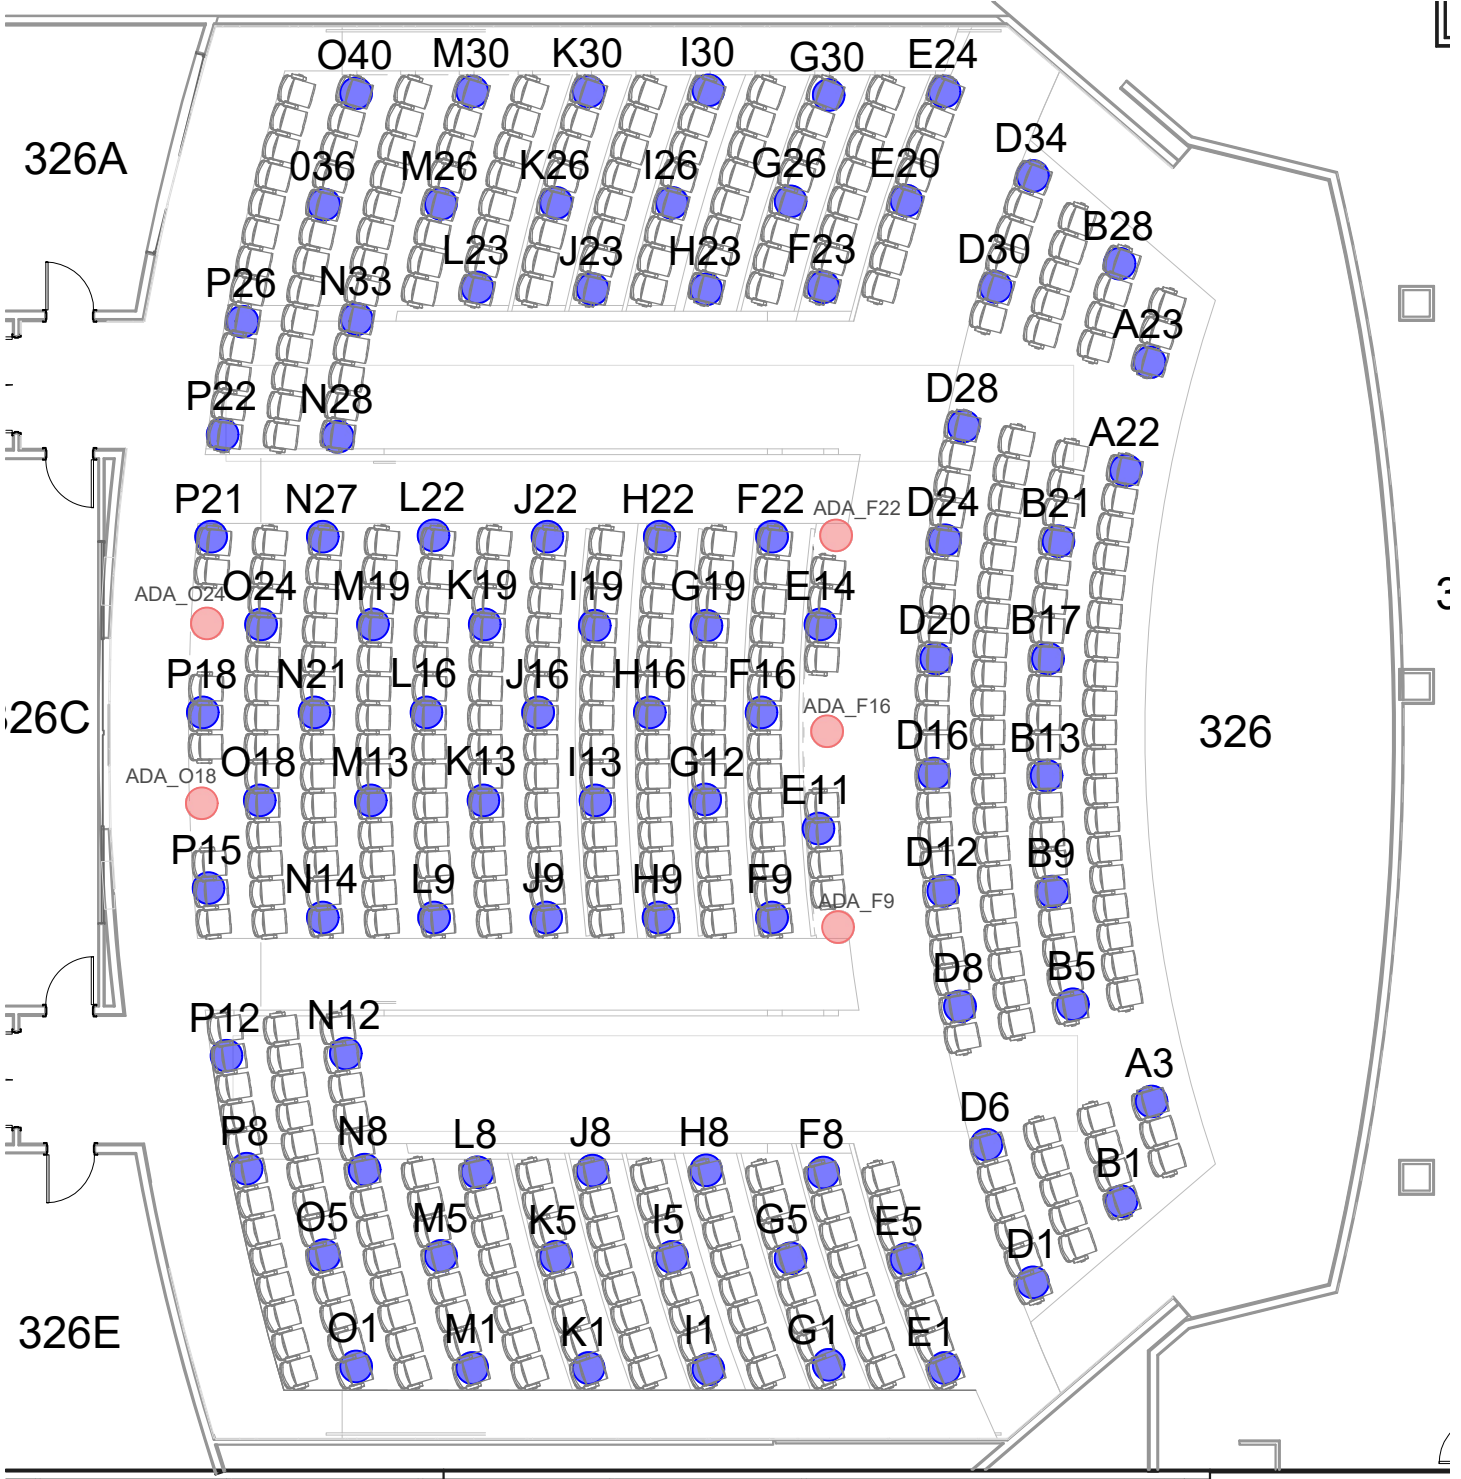 O40 M30 K30 I30 G30 E24
326A
036 M26 K26 I26 G26 E20 D34
L23 J23 H23 F23 D30 B28
P26 N33 A23
P22 N28 D28 A22
P21 N27 L22 J22 H22 F22 ADA_F22 D24 B21
ADA_O24 O24 M19 K19 I19 G19 E14 D20 B17
P18 N21 L16 J16 H16 F16 ADA_F16
26C 326
ADA_O18 O18 M13 K13 I13 G12 E11 D16 B13
P15 N14 L9 J9 H9 F9 ADA_F9 D12 B9
D8 B5
P12 N12
P8 N8 L8 J8 H8 F8 D6 A3
O5 M5 K5 I5 G5 E5 D1 B1
326E
O1 M1 K1 I1 G1 E1